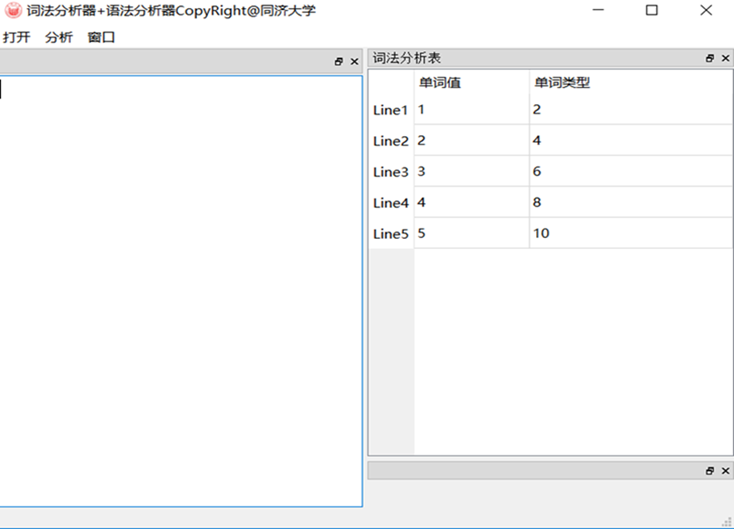 词法分析器+语法分析器CopyRight@同济大学
打开 分析 窗口
词法分析表
单词值 单词类型
Line1 1 2
Line2 2 4
Line3 3 6
Line4 4 8
Line5 5 10